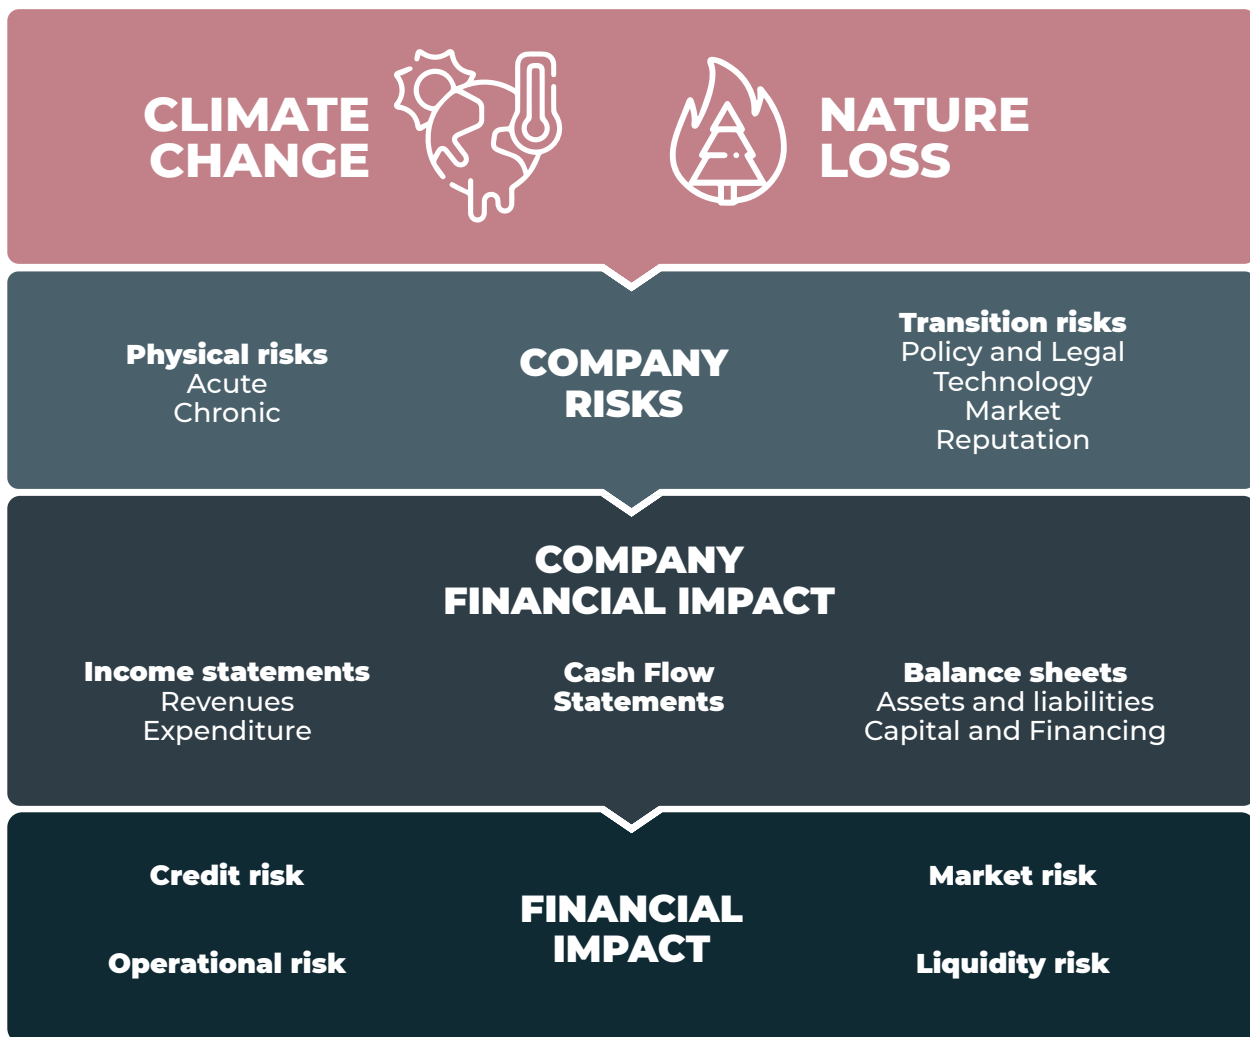 CLIMATE
CHANGE
NATURE
LOSS
Physical risks
Acute
Chronic
COMPANY
RISKS
Transition risks
Policy and Legal
Technology
Market
Reputation
COMPANY
FINANCIAL IMPACT
Income statements
Revenues
Expenditure
Cash Flow
Statements
Balance sheets
Assets and liabilities
Capital and Financing
Credit risk
Operational risk
FINANCIAL
IMPACT
Market risk
Liquidity risk